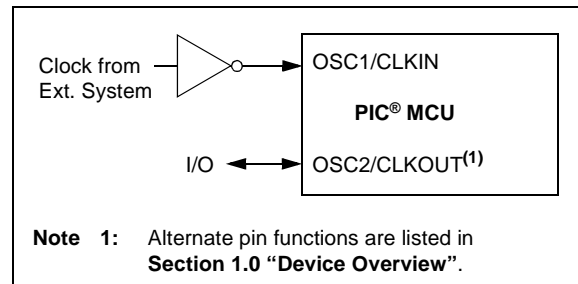 Clock from
Ext. System
OSC1/CLKIN
PIC® MCU
I/O
OSC2/CLKOUT(1)
Note 1: Alternate pin functions are listed in
Section 1.0 “Device Overview”.